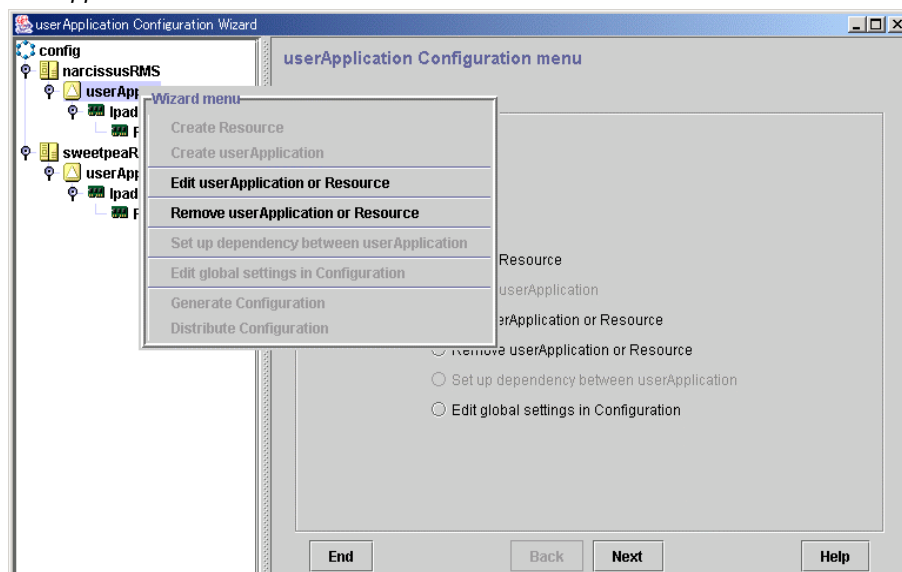 userApplication Configuration Wizard
config
narcissusRMS
userApp
Ipad
sweetpeaR
userApp
Ipad
userApplication Configuration menu
Wizard menu
Create Resource
Create userApplication
Edit userApplication or Resource
Remove userApplication or Resource
Set up dependency between userApplication
Edit global settings in Configuration
Generate Configuration
Distribute Configuration
Resource
userApplication
erApplication or Resource
Remove userApplication or Resource
Set up dependency between userApplication
Edit global settings in Configuration
End
Back
Next
Help